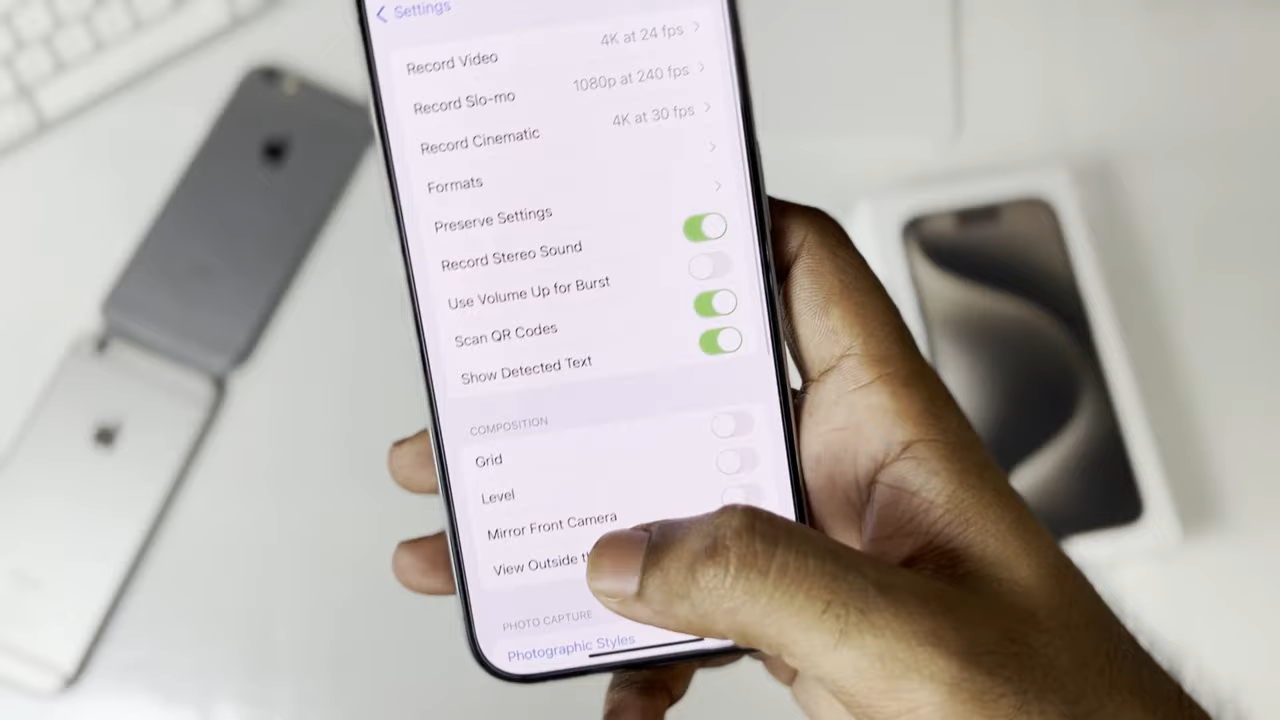 Settings
Record Video 4K at 24 fps
Record Slo-mo 1080p at 240 fps
Record Cinematic 4K at 30 fps
Formats
Preserve Settings
Record Stereo Sound
Use Volume Up for Burst
Scan QR Codes
Show Detected Text
COMPOSITION
Grid
Level
Mirror Front Camera
View Outside
PHOTO CAPTURE
Photographic Styles